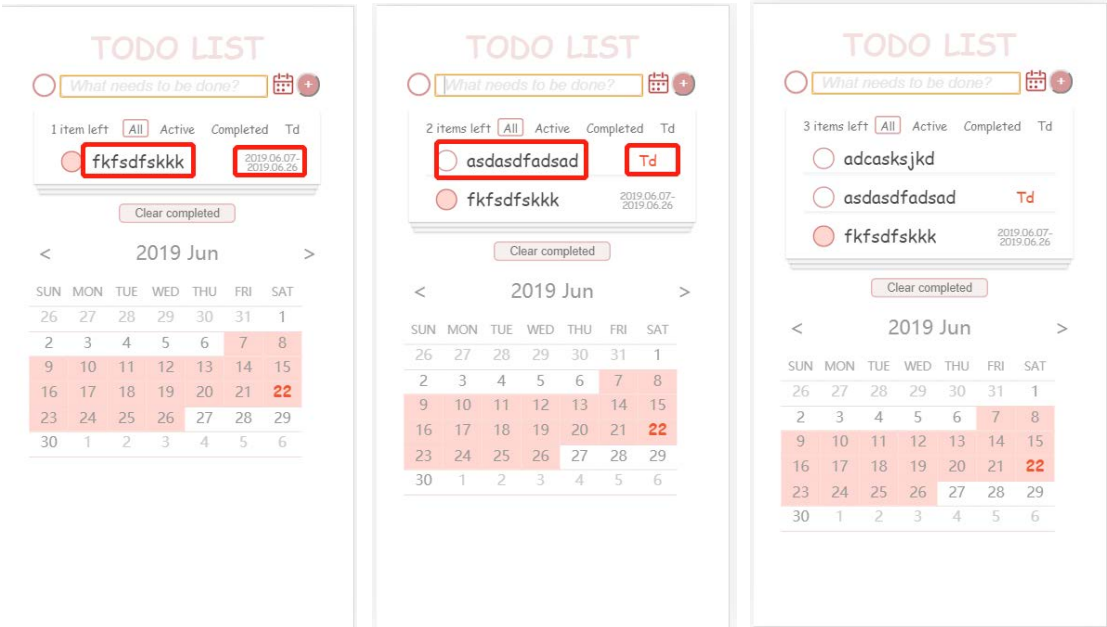 TODO LIST
What needs to be done? +
1 item left All Active Completed Td
fkfsdfskkk 2019.06.07-
2019.06.26
Clear completed
< 2019 Jun >
SUN MON TUE WED THU FRI SAT
26 27 28 29 30 31 1
2 3 4 5 6 7 8
9 10 11 12 13 14 15
16 17 18 19 20 21 22
23 24 25 26 27 28 29
30 1 2 3 4 5 6
TODO LIST
What needs to be done? +
2 items left All Active Completed Td
asdasdfadsad Td
fkfsdfskkk 2019.06.07-
2019.06.26
Clear completed
< 2019 Jun >
SUN MON TUE WED THU FRI SAT
26 27 28 29 30 31 1
2 3 4 5 6 7 8
9 10 11 12 13 14 15
16 17 18 19 20 21 22
23 24 25 26 27 28 29
30 1 2 3 4 5 6
TODO LIST
What needs to be done? +
3 items left All Active Completed Td
adcasksjkd
asdasdfadsad Td
fkfsdfskkk 2019.06.07-
2019.06.26
Clear completed
< 2019 Jun >
SUN MON TUE WED THU FRI SAT
26 27 28 29 30 31 1
2 3 4 5 6 7 8
9 10 11 12 13 14 15
16 17 18 19 20 21 22
23 24 25 26 27 28 29
30 1 2 3 4 5 6